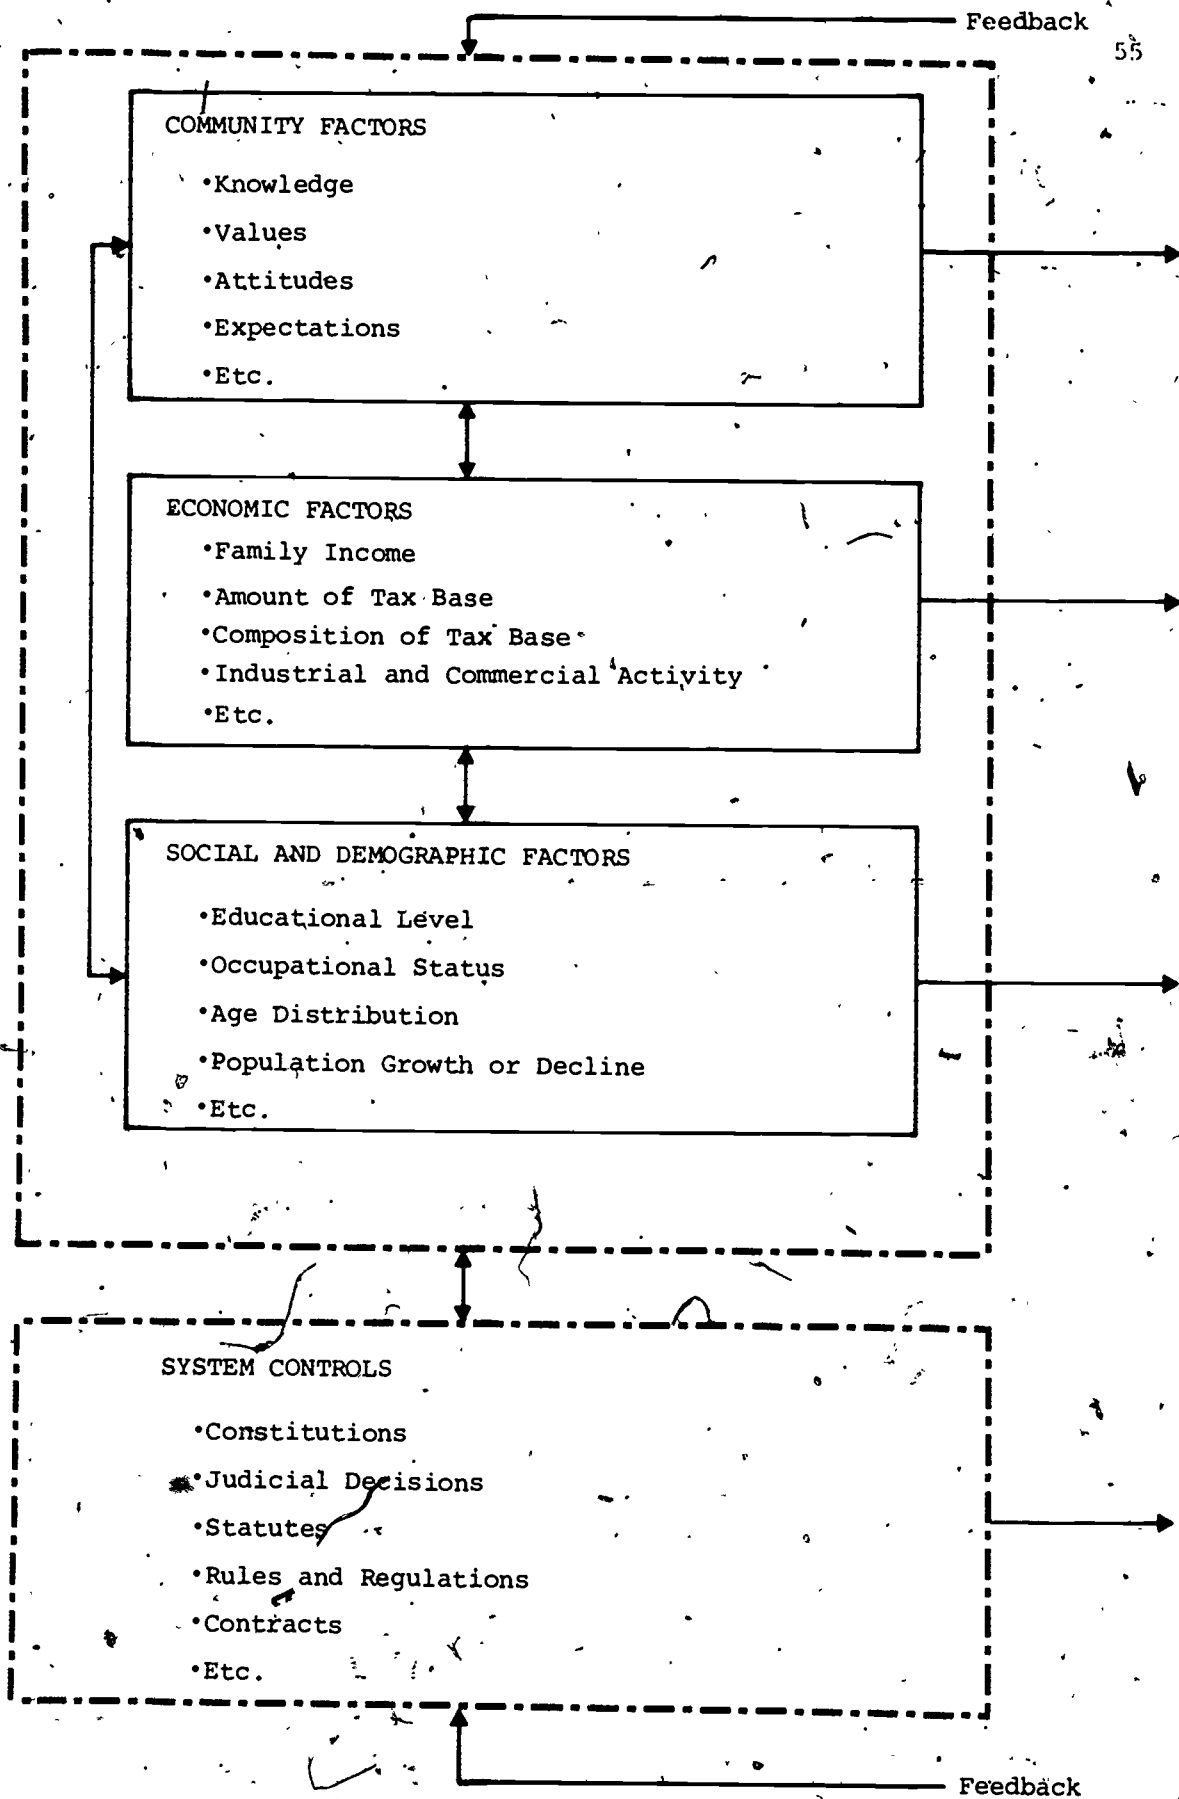 Feedback
55
COMMUNITY FACTORS
•Knowledge
•Values
•Attitudes
•Expectations
•Etc.
ECONOMIC FACTORS
•Family Income
•Amount of Tax Base
•Composition of Tax Base
•Industrial and Commercial Activity
•Etc.
SOCIAL AND DEMOGRAPHIC FACTORS
•Educational Level
•Occupational Status
•Age Distribution
•Population Growth or Decline
•Etc.
SYSTEM CONTROLS
•Constitutions
•Judicial Decisions
•Statutes
•Rules and Regulations
•Contracts
•Etc.
Feedback